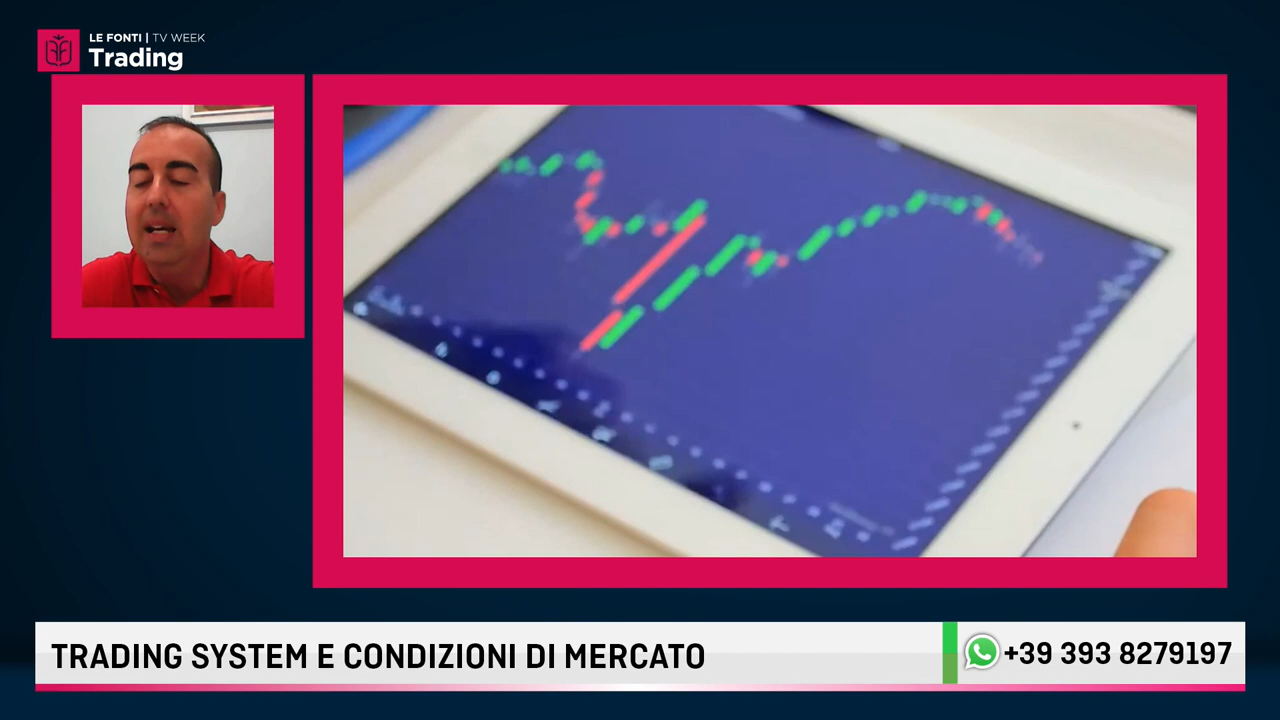 LE FONTI | TV WEEK
Trading
TRADING SYSTEM E CONDIZIONI DI MERCATO
+39 393 8279197